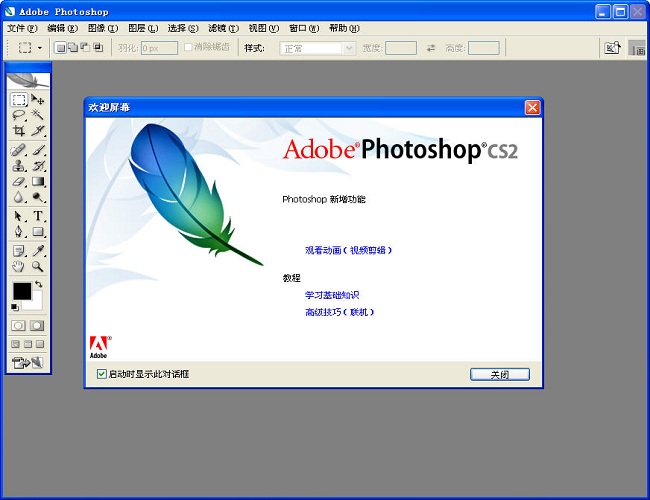 Adobe Photoshop
文件(F) 编辑(E) 图像(I) 图层(L) 选择(S) 滤镜(T) 视图(V) 窗口(W) 帮助(H)
羽化: 0 px 消除锯齿 样式: 正常 宽度: 高度:
欢迎屏幕
Adobe® Photoshop® CS2
Photoshop 新增功能
观看动画(视频剪辑)
教程
学习基础知识
高级技巧(联机)
Adobe
启动时显示此对话框
关闭